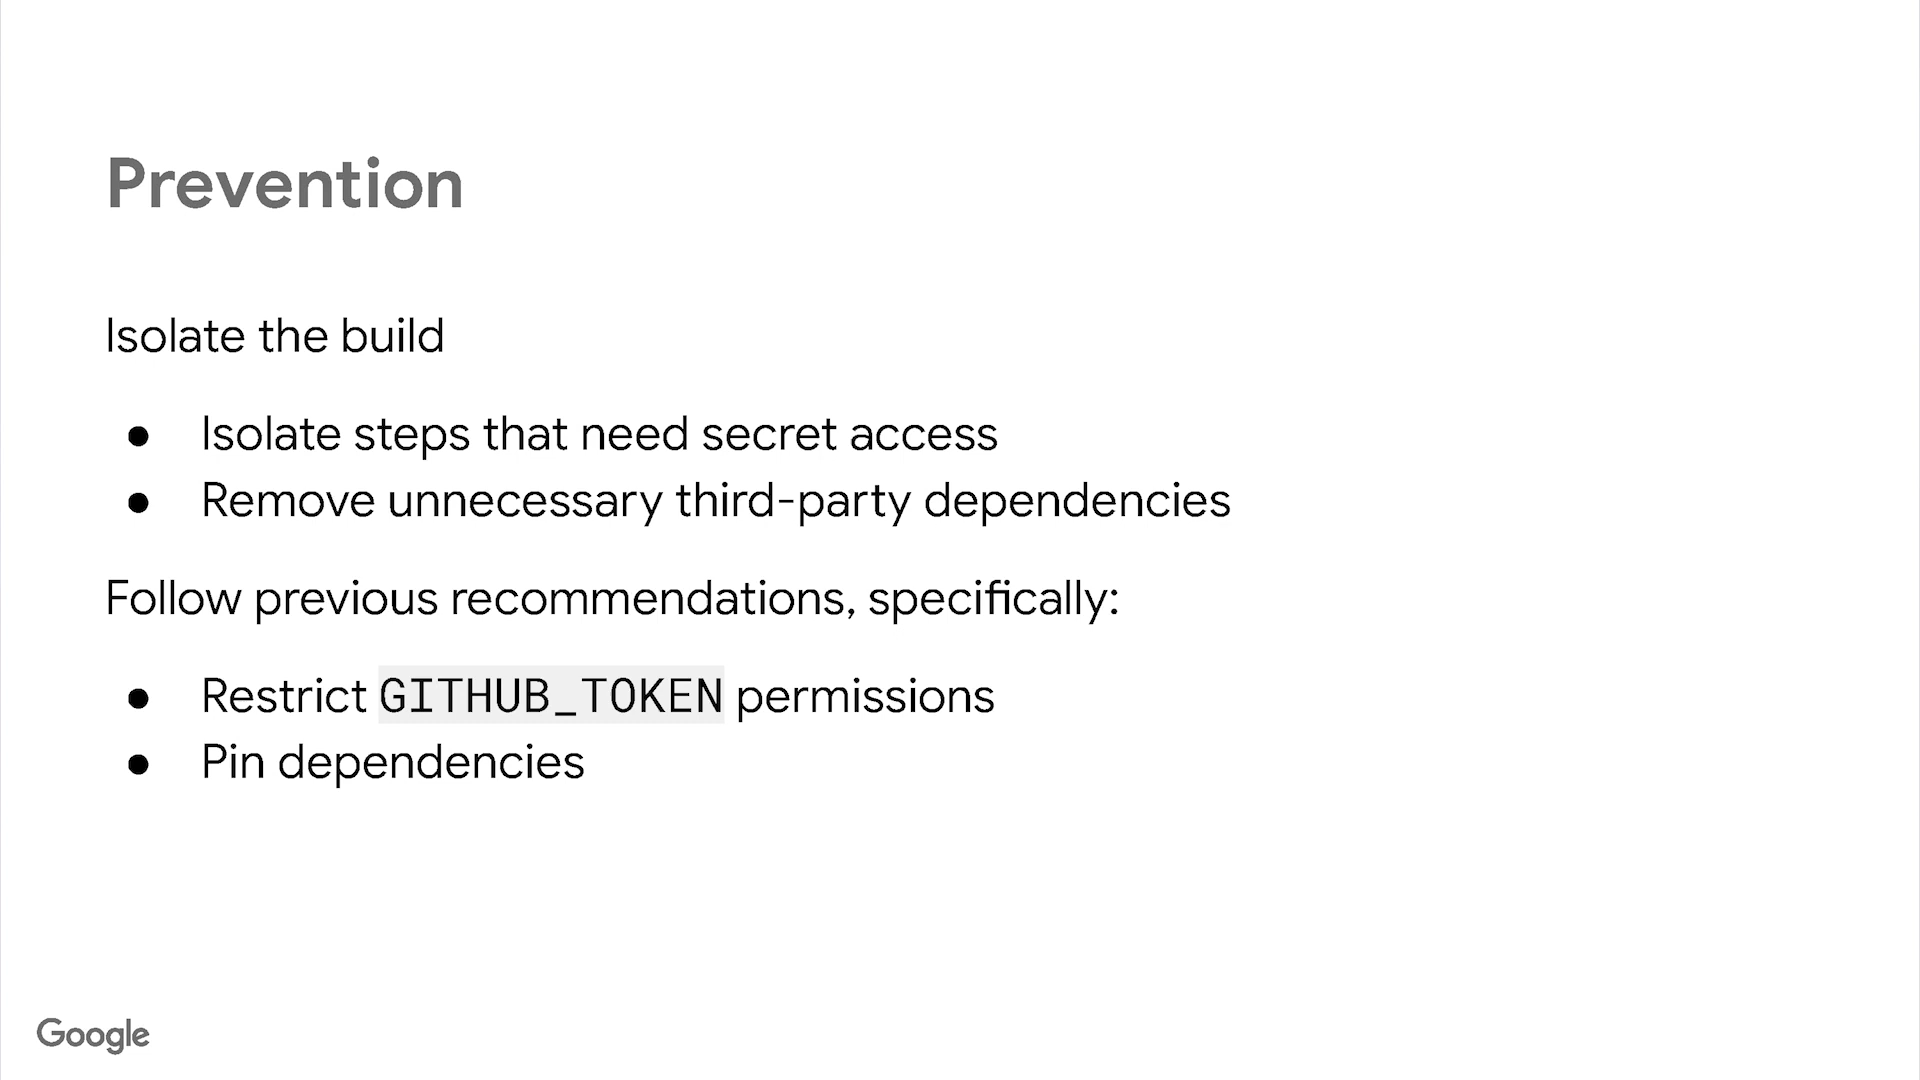 Prevention
Isolate the build
● Isolate steps that need secret access
● Remove unnecessary third-party dependencies
Follow previous recommendations, specifically:
● Restrict GITHUB_TOKEN permissions
● Pin dependencies
Google